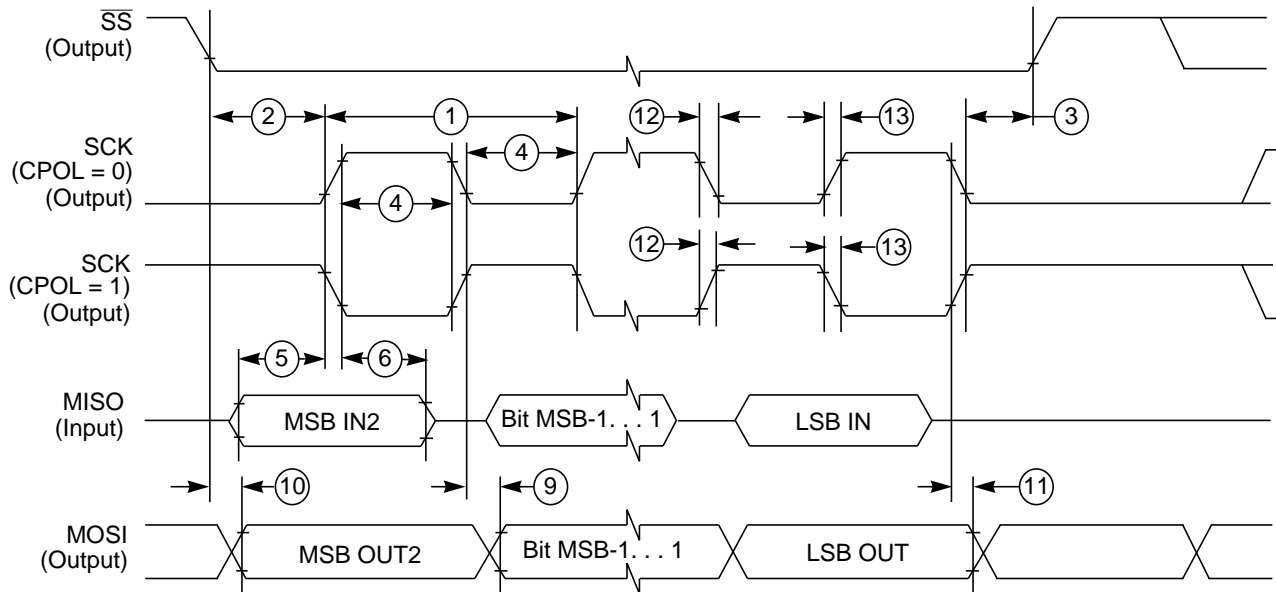 SS
(Output)
2
1
12
13
3
SCK
(CPOL = 0)
(Output)
4
4
12
13
SCK
(CPOL = 1)
(Output)
5
6
MISO
(Input)
MSB IN2
Bit MSB-1. . . 1
LSB IN
10
9
11
MOSI
(Output)
MSB OUT2
Bit MSB-1. . . 1
LSB OUT